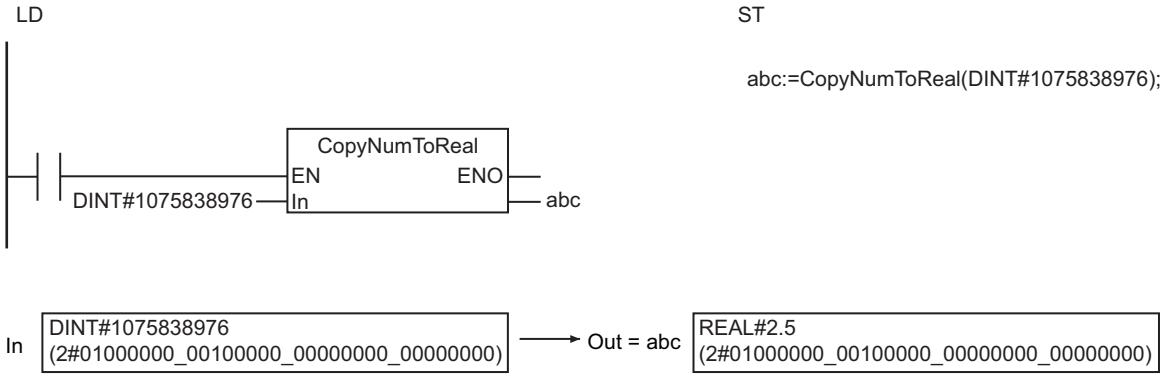 LD
ST
abc:=CopyNumToReal(DINT#1075838976);
CopyNumToReal
EN ENO
DINT#1075838976 In abc
In DINT#1075838976 Out = abc REAL#2.5
(2#01000000_00100000_00000000_00000000) (2#01000000_00100000_00000000_00000000)